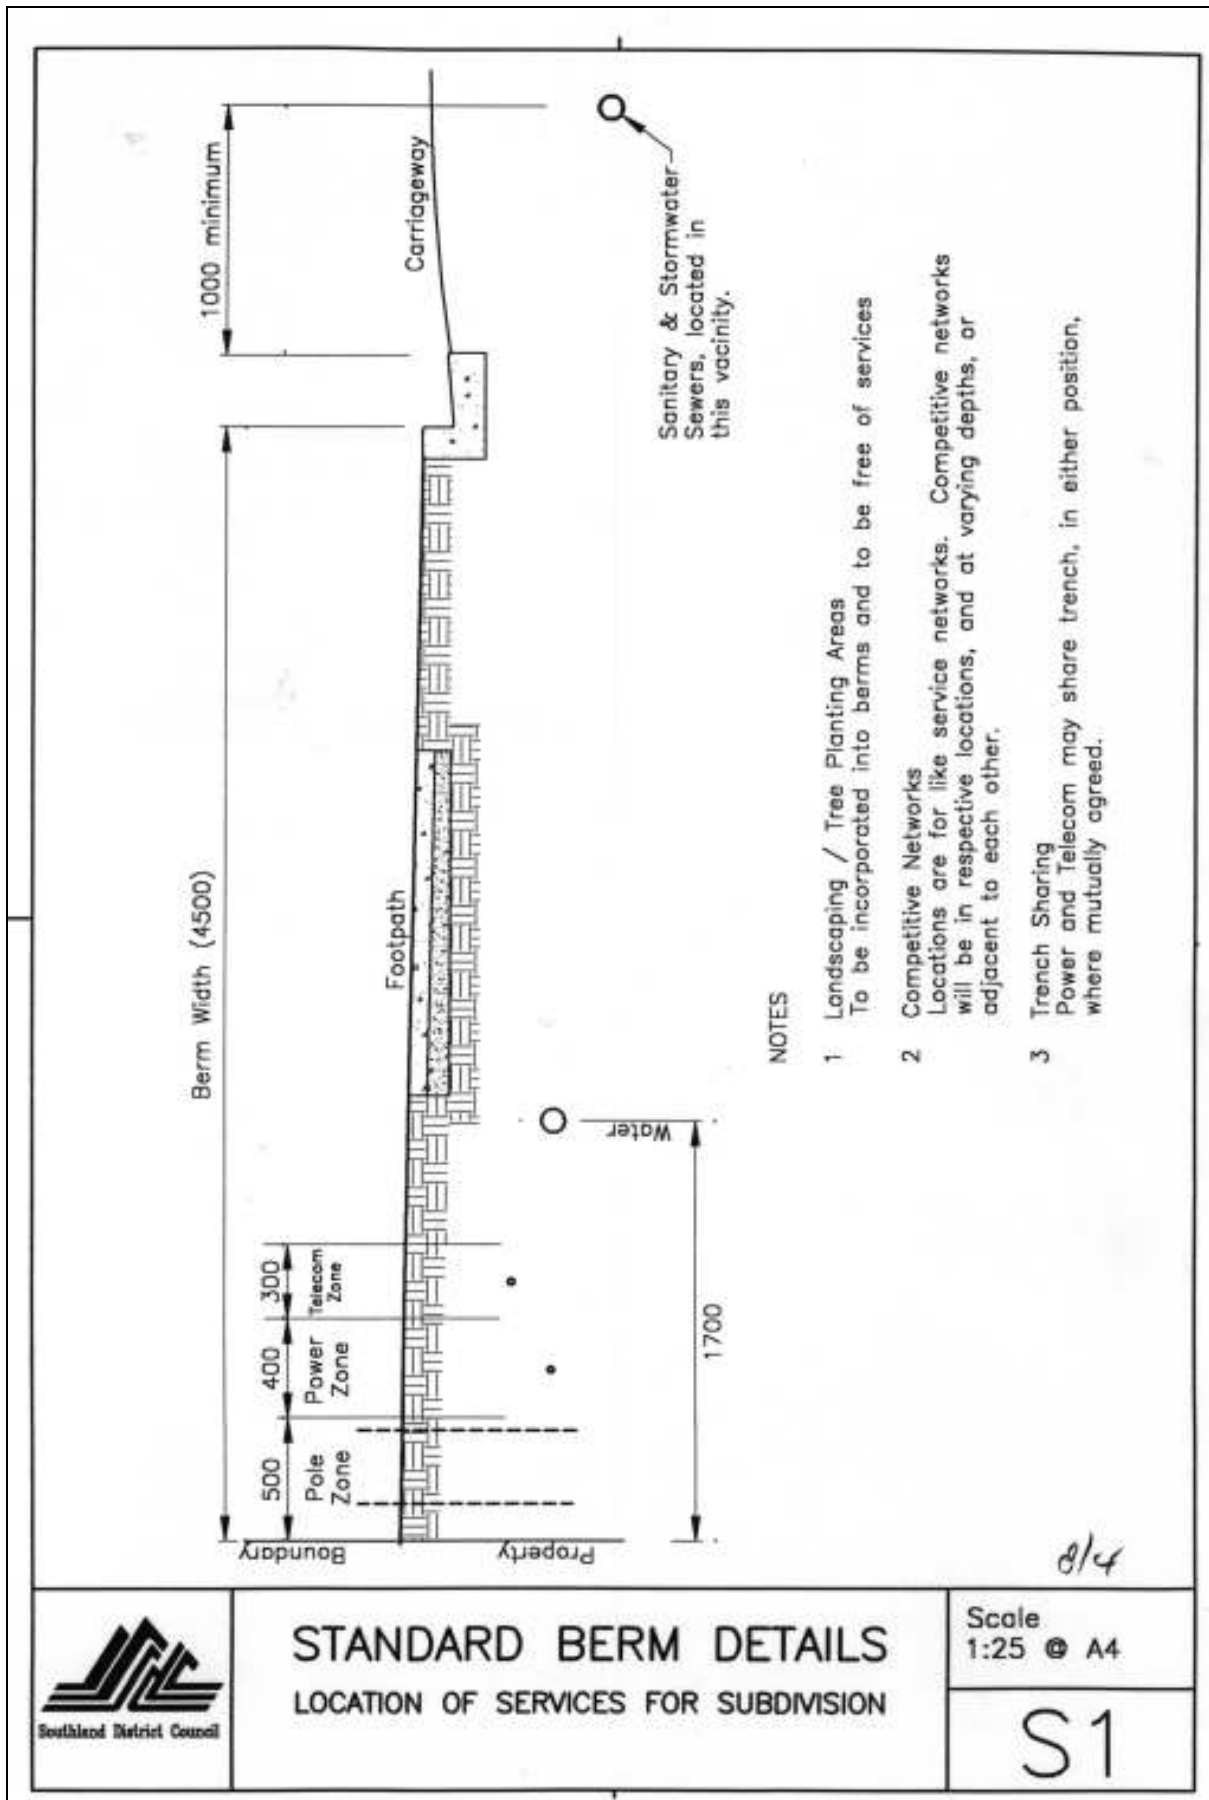 1000 minimum
Carriageway
Sanitary & Stormwater
Sewers, located in
this vacinity.
Berm Width (4500)
Footpath
Water
300
Telecom
Zone
400
Power
Zone
500
Pole
Zone
1700
Boundary
Property
NOTES
1 Landscaping / Tree Planting Areas
To be incorporated into berms and to be free of services
2 Competitive Networks
Locations are for like service networks. Competitive networks
will be in respective locations, and at varying depths, or
adjacent to each other.
3 Trench Sharing
Power and Telecom may share trench, in either position,
where mutually agreed.
8/4
Southland District Council
STANDARD BERM DETAILS
LOCATION OF SERVICES FOR SUBDIVISION
Scale
1:25 @ A4
S1